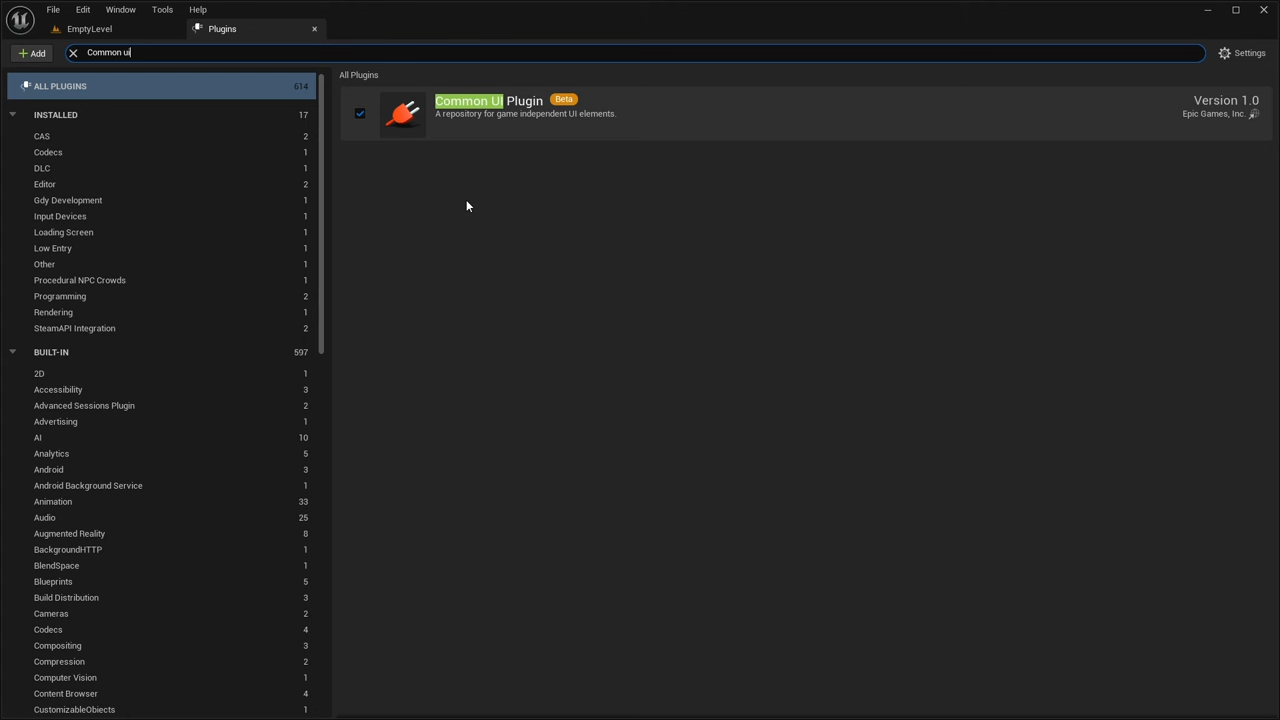 File Edit Window Tools Help
EmptyLevel Plugins
Add Common ui Settings
ALL PLUGINS 614
INSTALLED 17
CAS 2
Codecs 1
DLC 1
Editor 2
Gdy Development 1
Input Devices 1
Loading Screen 1
Low Entry 1
Other 1
Procedural NPC Crowds 1
Programming 2
Rendering 1
SteamAPI Integration 2
BUILT-IN 597
2D 1
Accessibility 3
Advanced Sessions Plugin 2
Advertising 1
AI 10
Analytics 5
Android 3
Android Background Service 1
Animation 33
Audio 25
Augmented Reality 8
BackgroundHTTP 1
BlendSpace 1
Blueprints 5
Build Distribution 3
Cameras 2
Codecs 4
Compositing 3
Compression 2
Computer Vision 1
Content Browser 4
CustomizableObjects 1
All Plugins
Common UI Plugin Beta Version 1.0
A repository for game independent UI elements. Epic Games, Inc.